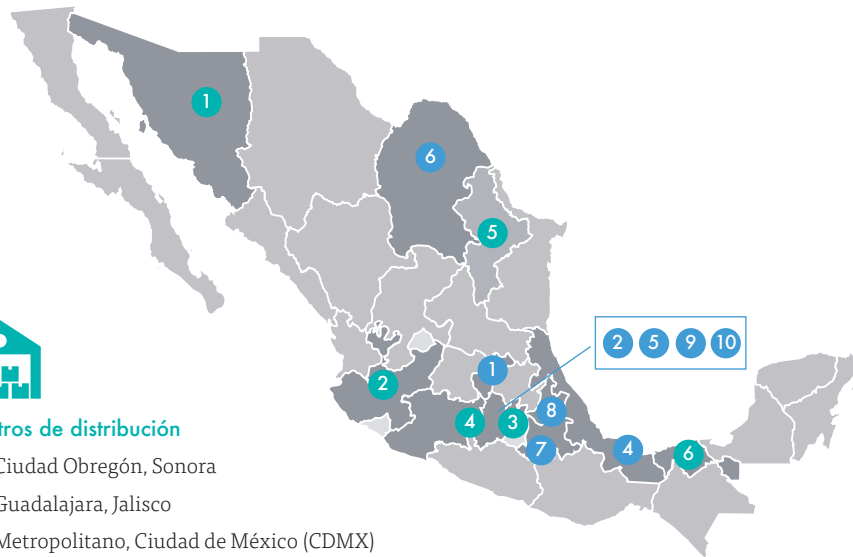 1
6
5
2 5 9 10
1
2
8
4
3
7
4
6
tros de distribución
Ciudad Obregón, Sonora
Guadalajara, Jalisco
Metropolitano, Ciudad de México (CDMX)